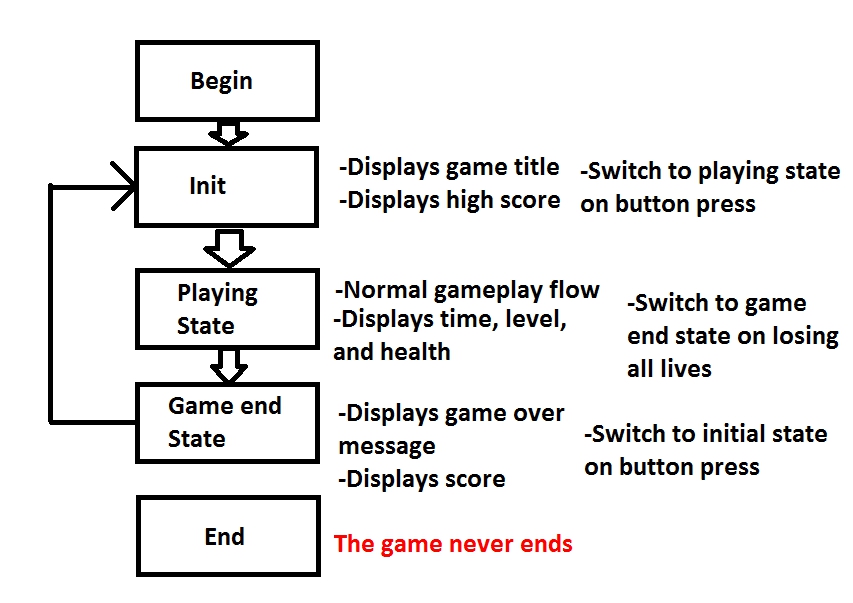 Begin
Init
-Displays game title
-Displays high score
-Switch to playing state
on button press
Playing
State
-Normal gameplay flow
-Displays time, level,
and health
-Switch to game
end state on losing
all lives
Game end
State
-Displays game over
message
-Displays score
-Switch to initial state
on button press
End
The game never ends